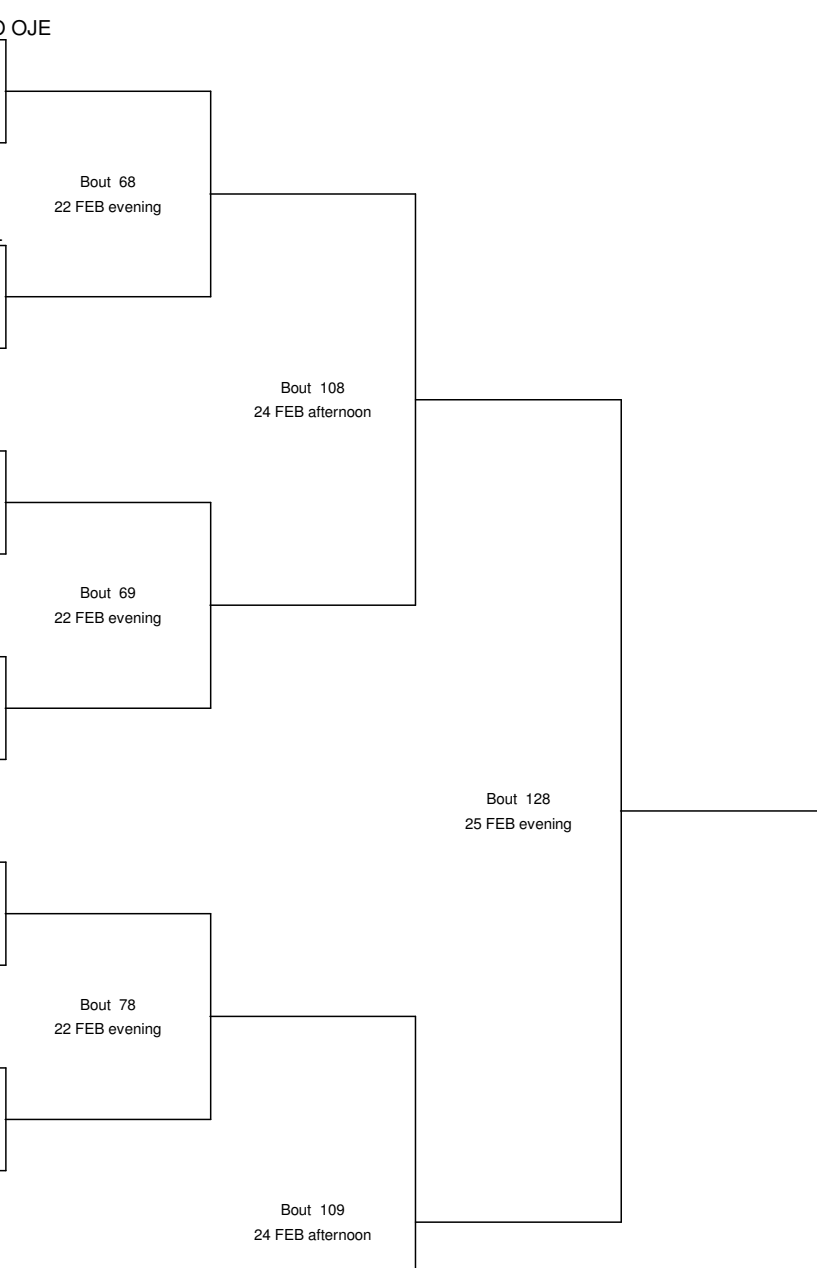 OJE
Bout 68
22 FEB evening
Bout 108
24 FEB afternoon
Bout 69
22 FEB evening
Bout 128
25 FEB evening
Bout 78
22 FEB evening
Bout 109
24 FEB afternoon